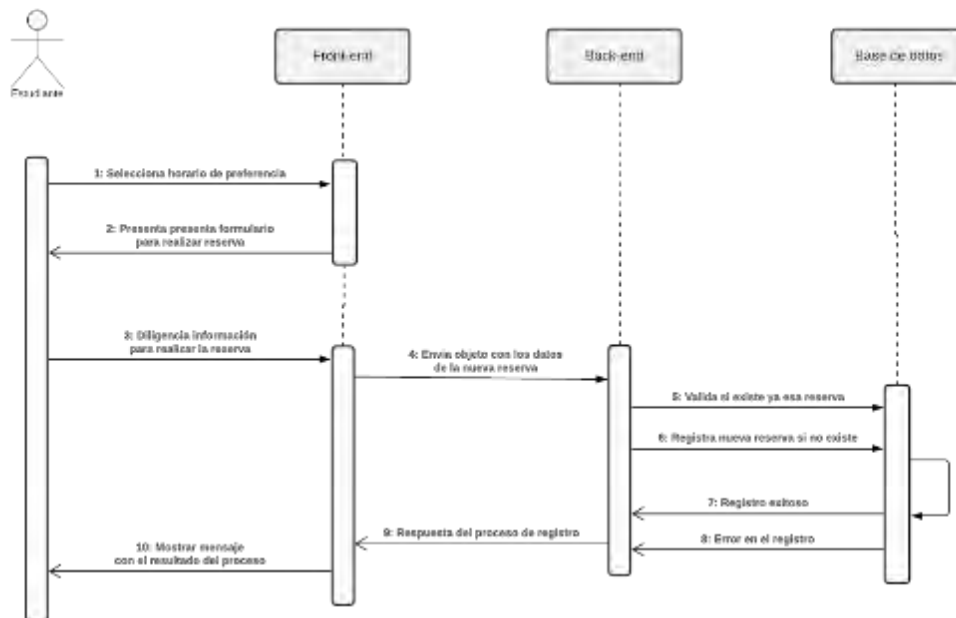 Estudiante
Front-end
Back-end
Base de datos
1: Selecciona horario de preferencia
2: Presenta presenta formulario
para realizar reserva
3: Diligencia información
para realizar la reserva
4: Envia objeto con los datos
de la nueva reserva
5: Valida si existe ya esa reserva
6: Registra nueva reserva si no existe
7: Registro exitoso
8: Error en el registro
9: Respuesta del proceso de registro
10: Mostrar mensaje
con el resultado del proceso